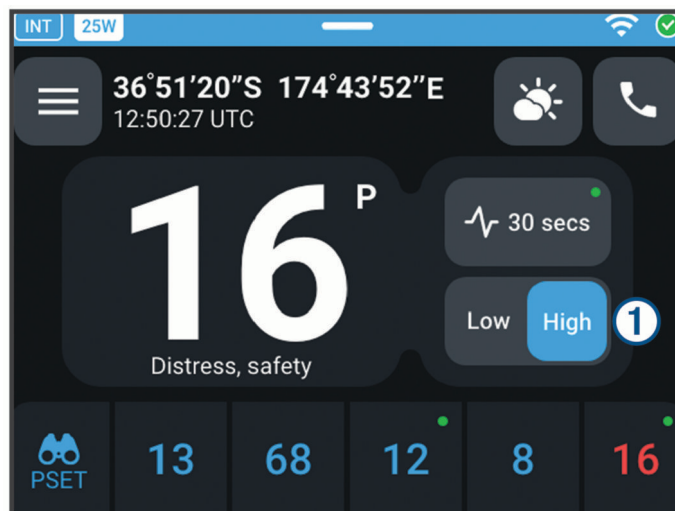 INT 25W
36°51'20"S 174°43'52"E
12:50:27 UTC
16 P
Distress, safety
30 secs
Low High 1
PSET 13 68 12 8 16